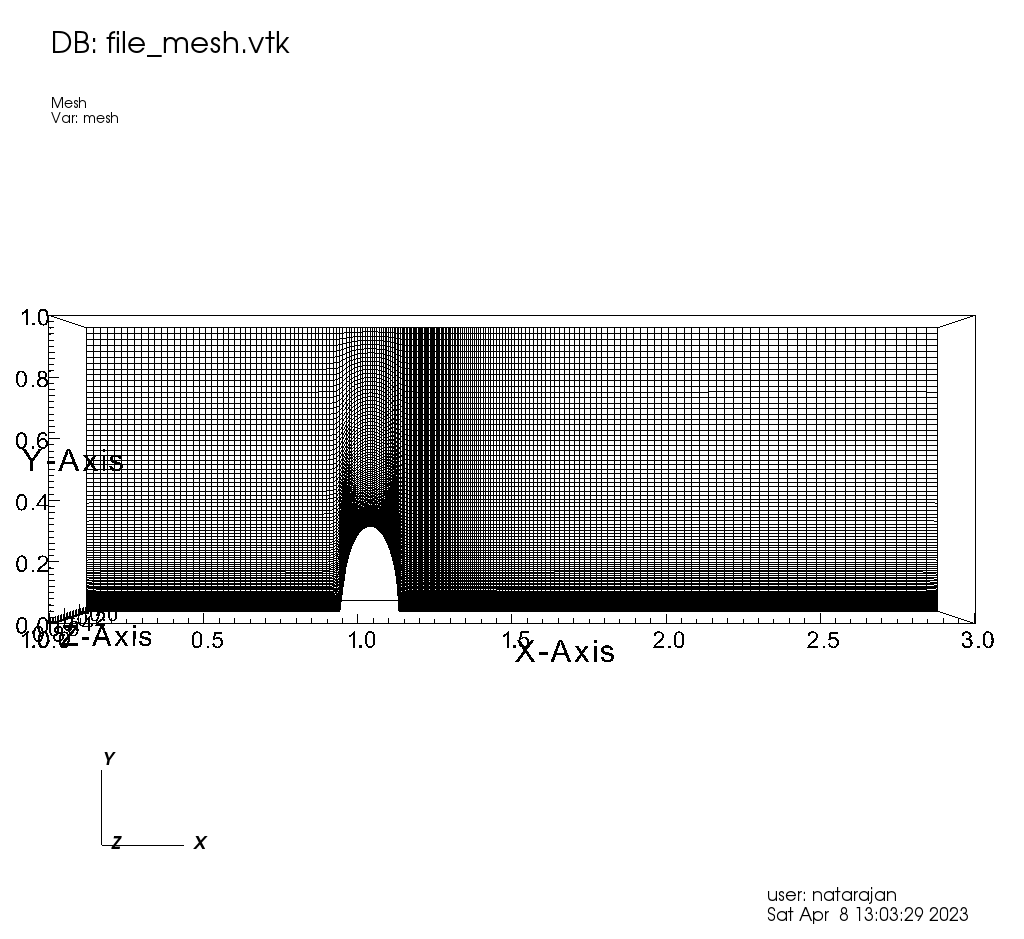 DB: file_mesh.vtk
Mesh
Var: mesh
1.0
0.8
0.6
Y-Axis
0.4
0.2
0.0
Z-Axis
0.5
1.0
1.5
2.0
2.5
3.0
X-Axis
Y
Z
X
user: natarajan
Sat Apr 8 13:03:29 2023